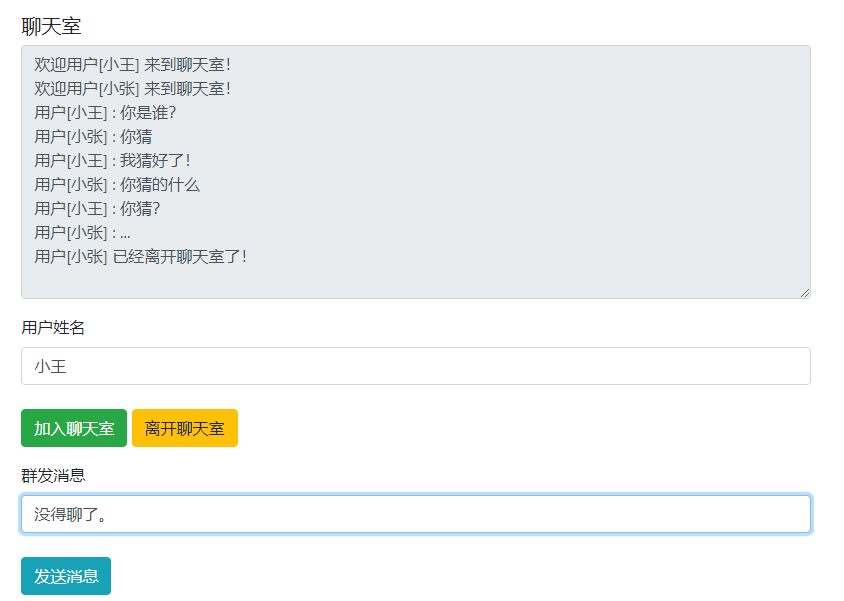 聊天室
欢迎用户[小王] 来到聊天室！
欢迎用户[小张] 来到聊天室！
用户[小王] : 你是谁?
用户[小张] : 你猜
用户[小王] : 我猜好了！
用户[小张] : 你猜的什么
用户[小王] : 你猜?
用户[小张] : ...
用户[小张] 已经离开聊天室了！
用户姓名
小王
加入聊天室 离开聊天室
群发消息
没得聊了。
发送消息